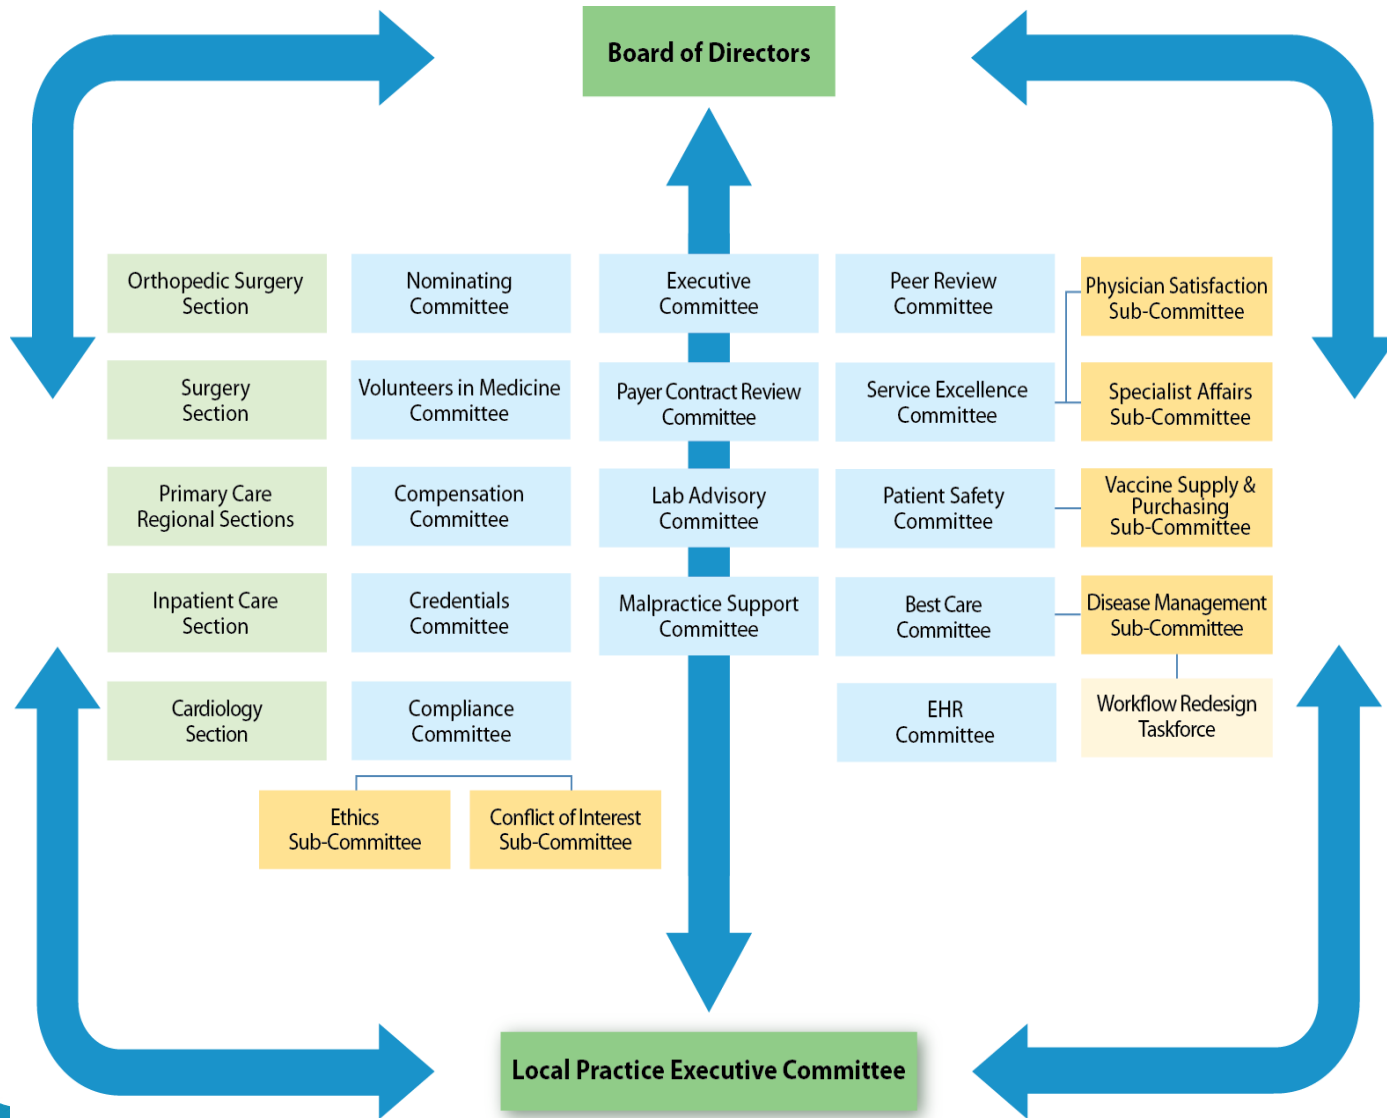 Board of Directors
Orthopedic Surgery
Section
Nominating
Committee
Executive
Committee
Peer Review
Committee
Physician Satisfaction
Sub-Committee
Surgery
Section
Volunteers in Medicine
Committee
Payer Contract Review
Committee
Service Excellence
Committee
Specialist Affairs
Sub-Committee
Primary Care
Regional Sections
Compensation
Committee
Lab Advisory
Committee
Patient Safety
Committee
Vaccine Supply &
Purchasing
Sub-Committee
Inpatient Care
Section
Credentials
Committee
Malpractice Support
Committee
Best Care
Committee
Disease Management
Sub-Committee
Cardiology
Section
Compliance
Committee
EHR
Committee
Workflow Redesign
Taskforce
Ethics
Sub-Committee
Conflict of Interest
Sub-Committee
Local Practice Executive Committee